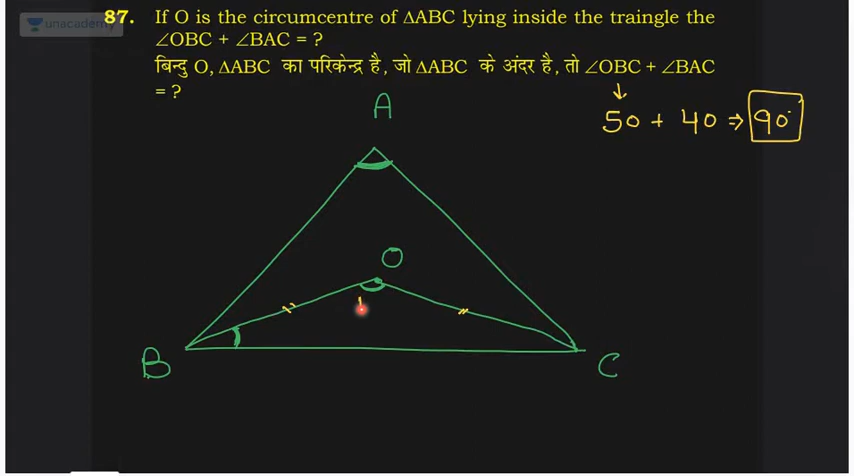 unacademy
87. If O is the circumcentre of ΔABC lying inside the traingle the
∠OBC + ∠BAC = ?
बिन्दु O, ΔABC का परिकेन्द्र है, जो ΔABC के अंदर है, तो ∠OBC + ∠BAC
= ?
50 + 40 ⇒ 90°
A
O
B
C